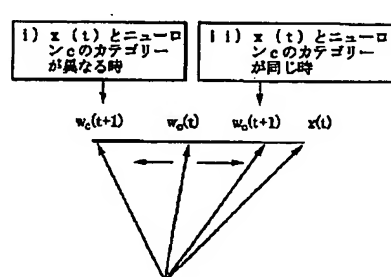 i) x (t) とニューロ
ンcのカテゴリー
が異なる時
ii) x (t) とニューロ
ンcのカテゴリー
が同じ時
w_c(t+1) w_c(t) w_c(t+1) x(t)